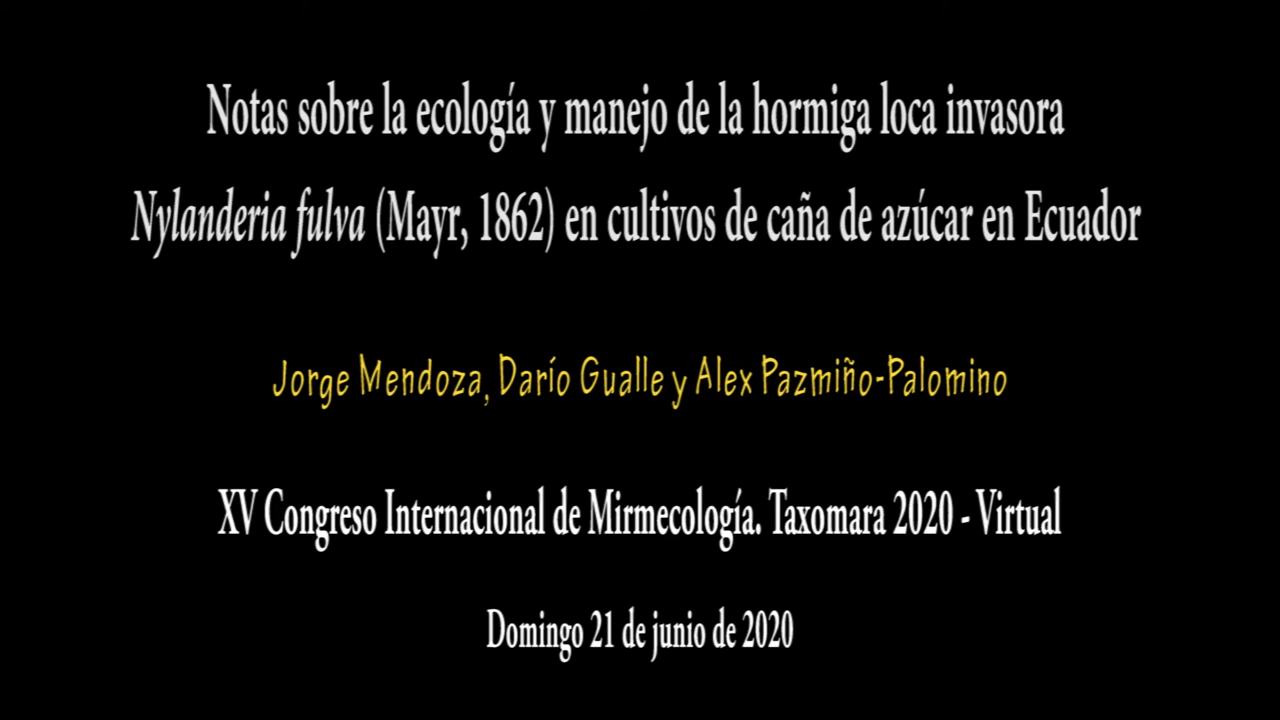 Notas sobre la ecología y manejo de la hormiga loca invasora
Nylanderia fulva (Mayr, 1862) en cultivos de caña de azúcar en Ecuador
Jorge Mendoza, Darío Gualle y Alex Pazmiño-Palomino
XV Congreso Internacional de Mirmecología. Taxomara 2020 - Virtual
Domingo 21 de junio de 2020